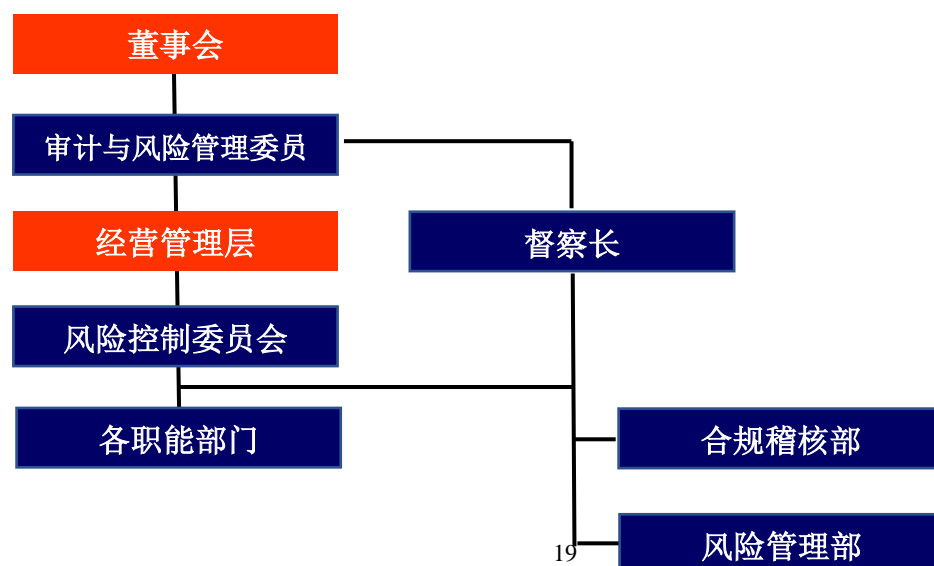 董事会
审计与风险管理委员
经营管理层
督察长
风险控制委员会
各职能部门
合规稽核部
风险管理部
19